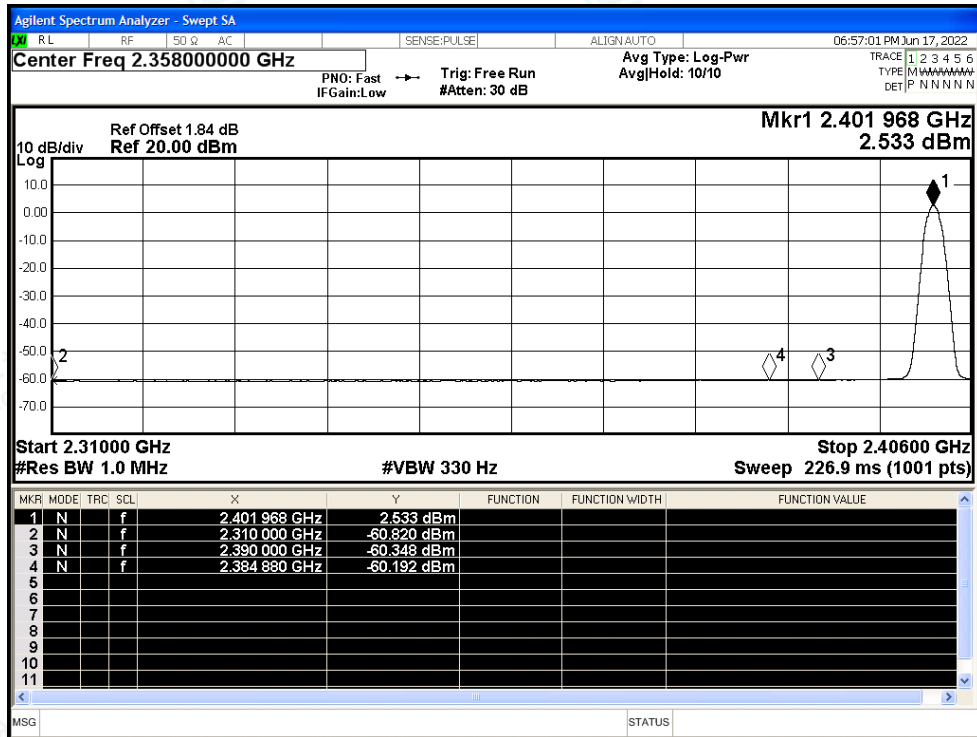 Agilent Spectrum Analyzer - Swept SA
LXI RL RF 50 Ω AC SENSE:PULSE ALIGN AUTO 06:57:01 PM Jun 17, 2022
Center Freq 2.358000000 GHz
PNO: Fast
IFGain:Low
Trig: Free Run
#Atten: 30 dB
Avg Type: Log-Pwr
Avg|Hold: 10/10
TRACE 1 2 3 4 5 6
TYPE M
DET P N N N N N
Ref Offset 1.84 dB
10 dB/div Ref 20.00 dBm
Log
Mkr1 2.401 968 GHz
2.533 dBm
10.0
0.00
-10.0
-20.0
-30.0
-40.0
-50.0
-60.0
-70.0
1
2
4
3
Start 2.31000 GHz Stop 2.40600 GHz
#Res BW 1.0 MHz #VBW 330 Hz Sweep 226.9 ms (1001 pts)
MKR MODE TRC SCL X Y FUNCTION FUNCTION WIDTH FUNCTION VALUE
1 N f 2.401 968 GHz 2.533 dBm
2 N f 2.310 000 GHz -60.820 dBm
3 N f 2.390 000 GHz -60.348 dBm
4 N f 2.384 880 GHz -60.192 dBm
5
6
7
8
9
10
11
MSG STATUS